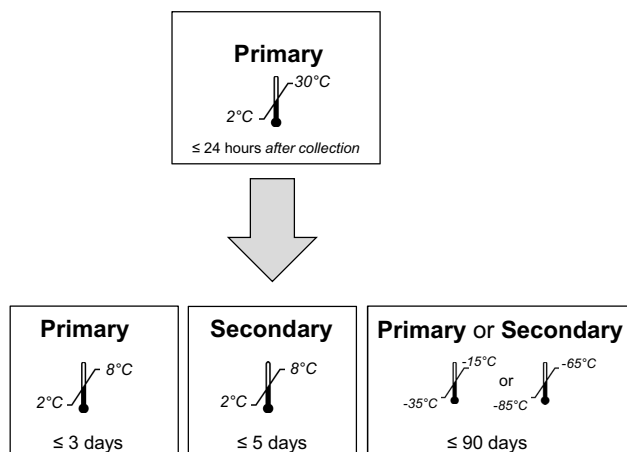 Primary
30°C
2°C
≤ 24 hours after collection
Primary
8°C
2°C
≤ 3 days
Secondary
8°C
2°C
≤ 5 days
Primary or Secondary
-15°C
-35°C
or
-65°C
-85°C
≤ 90 days